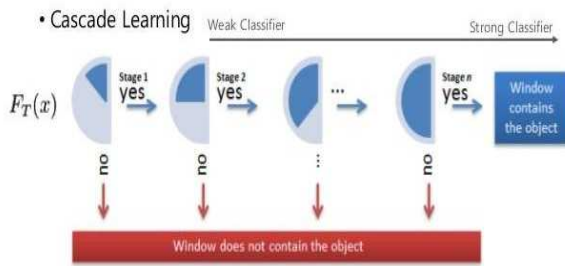 • Cascade Learning
Weak Classifier
Strong Classifier
F_T(x)
Stage 1
yes
Stage 2
yes
...
Stage n
yes
Window
contains
the object
no
no
...
no
Window does not contain the object